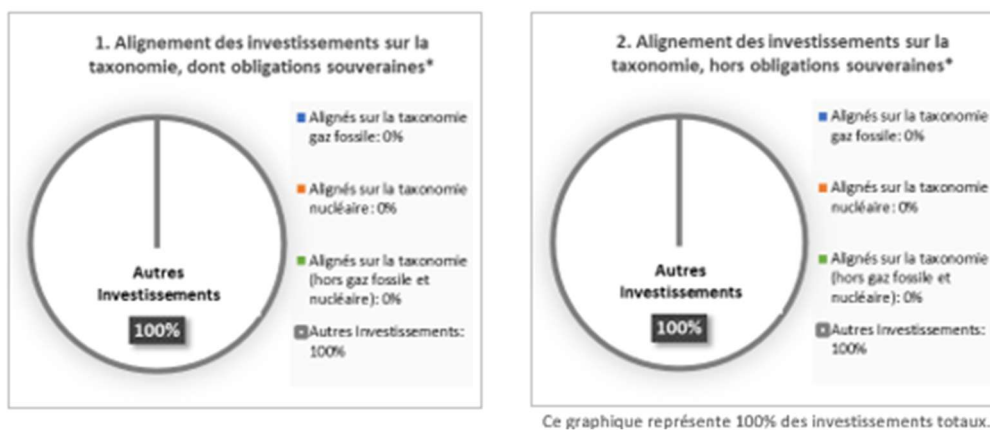 1. Alignement des investissements sur la
taxonomie, dont obligations souveraines*
Alignés sur la taxonomie
gaz fossile: 0%
Alignés sur la taxonomie
nucléaire: 0%
Alignés sur la taxonomie
(hors gaz fossile et
nucléaire): 0%
Autres Investissements:
100%
Autres
Investissements
100%
2. Alignement des investissements sur la
taxonomie, hors obligations souveraines*
Alignés sur la taxonomie
gaz fossile: 0%
Alignés sur la taxonomie
nucléaire: 0%
Alignés sur la taxonomie
(hors gaz fossile et
nucléaire): 0%
Autres Investissements:
100%
Autres
Investissements
100%
Ce graphique représente 100% des investissements totaux.